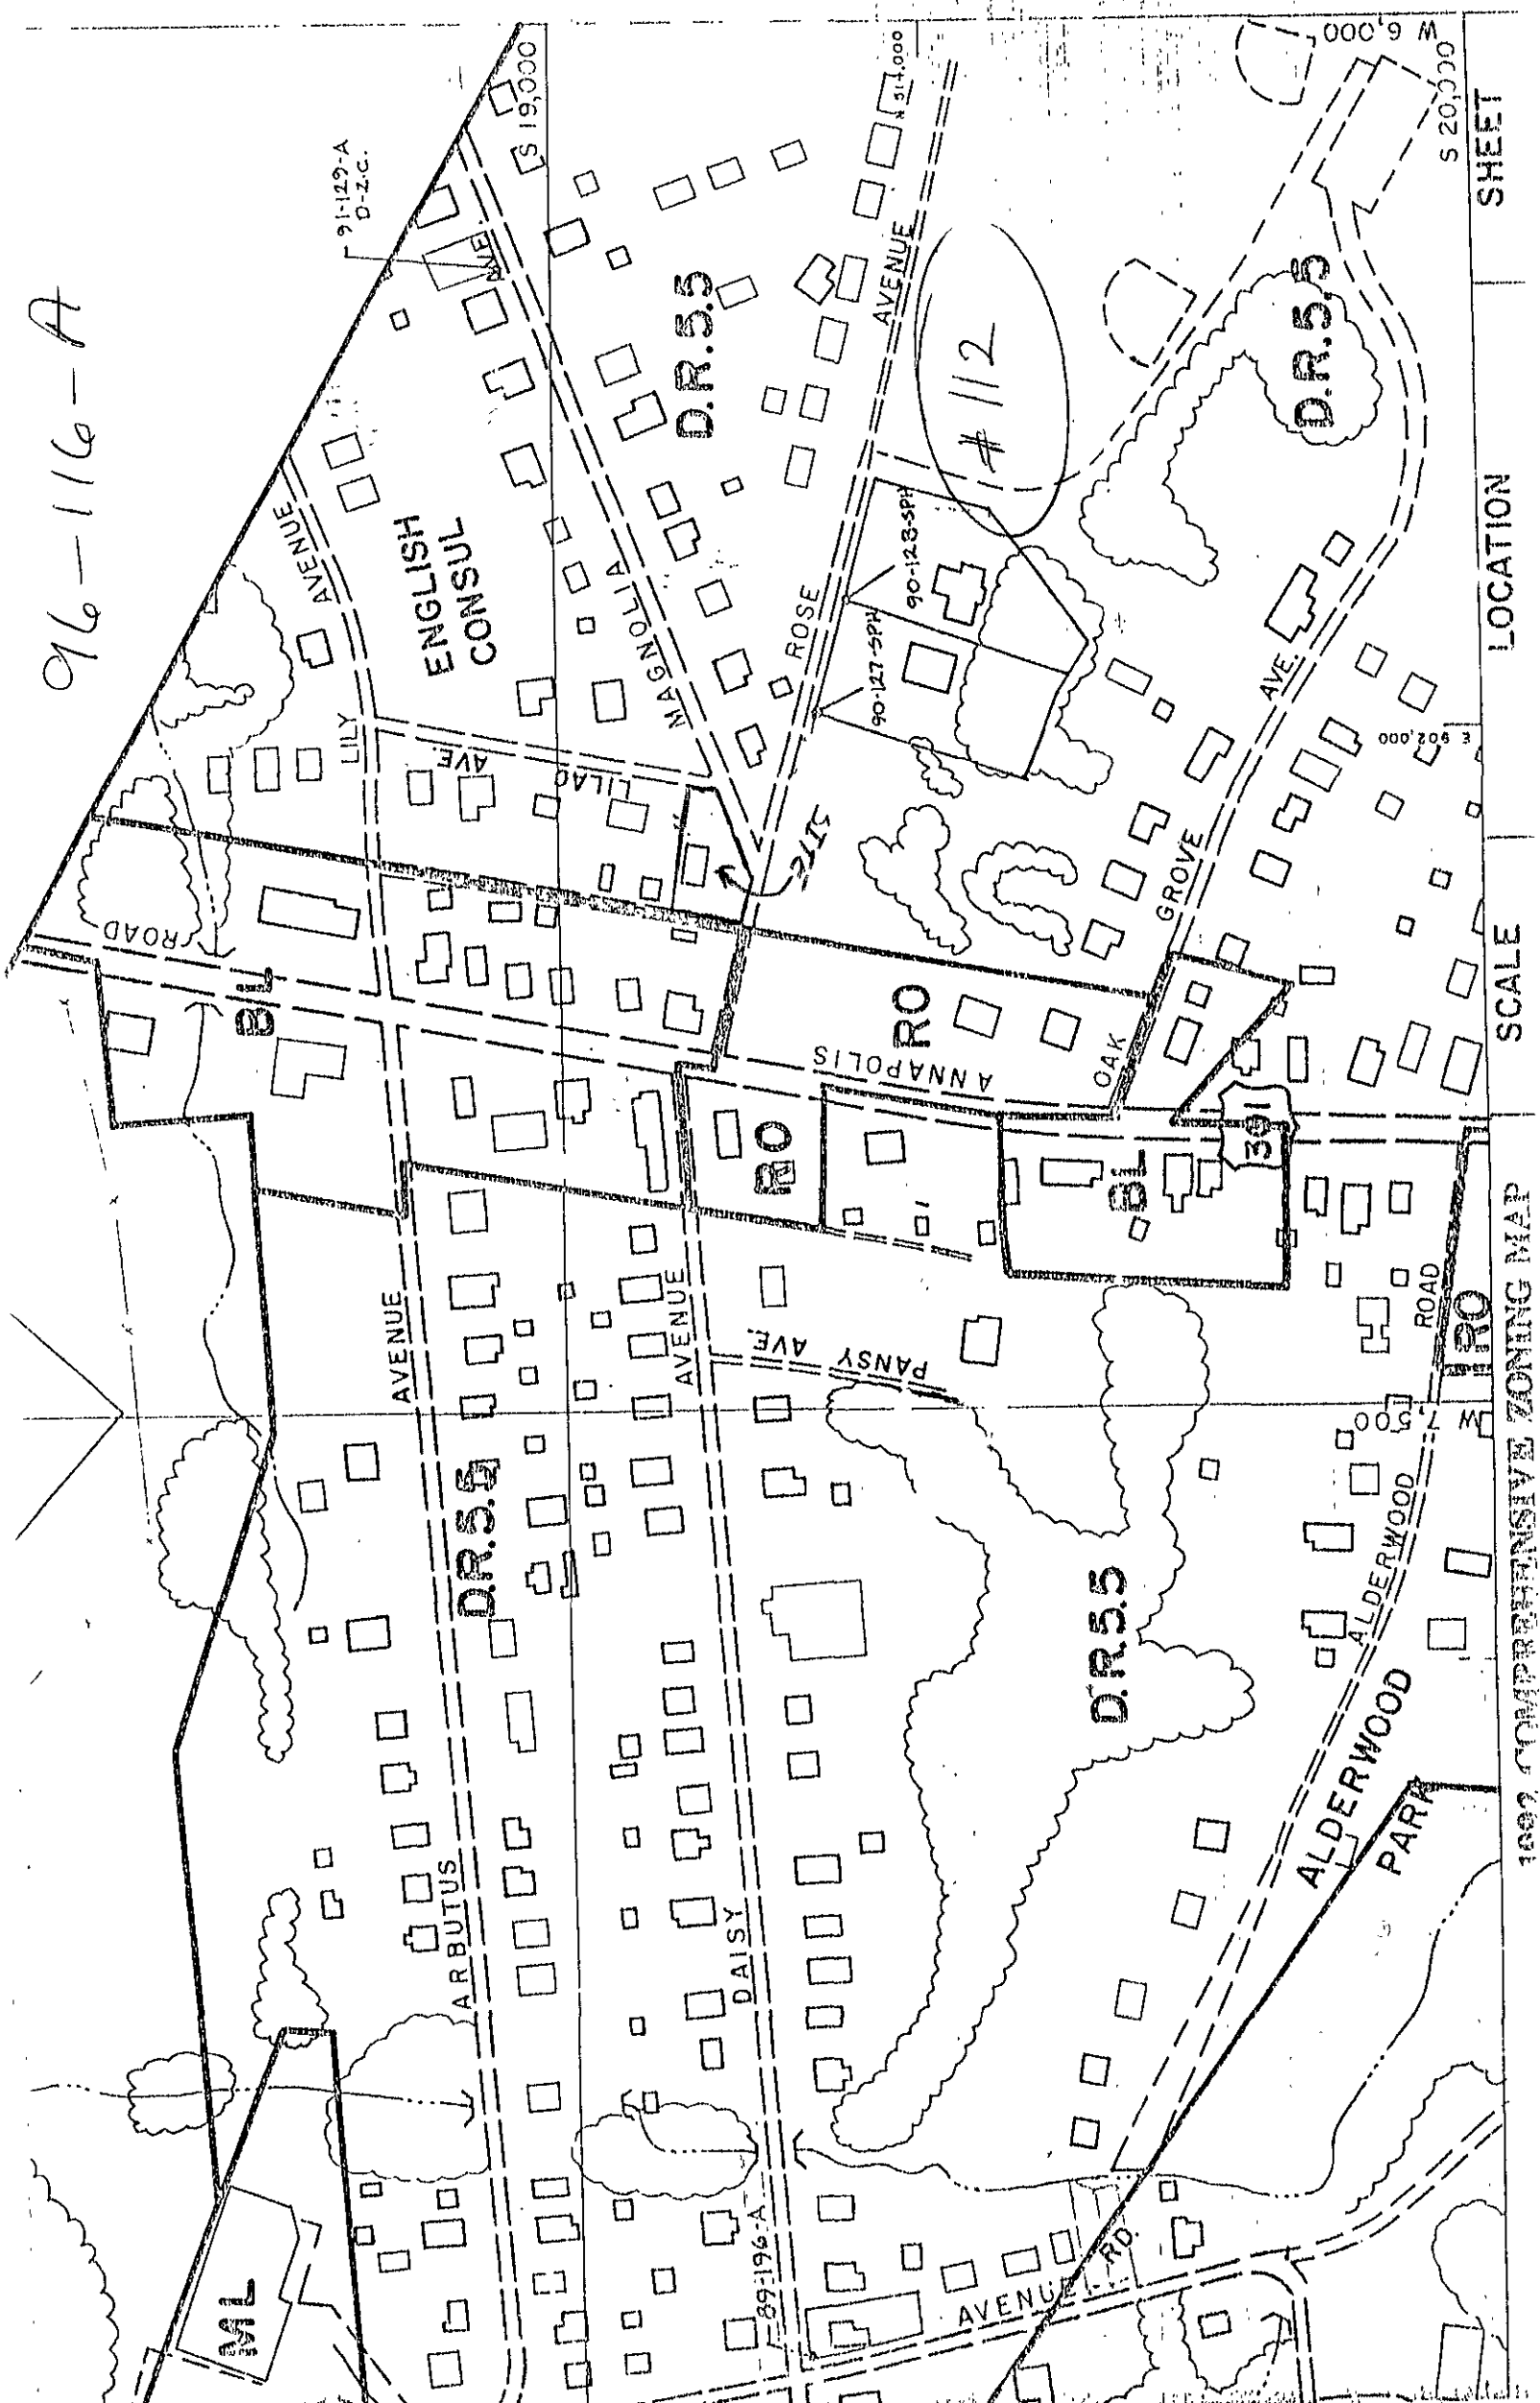 96-116-A
91-129-A
D-Z.C.
S 19,000
W 6,000
S 20,000
SHEET
AVE.
D.R. 5.5
AVENUE
D.R. 5.5
# 112
LOCATION
AVENUE
ENGLISH
CONSUL
LILY
MAGNOLIA
ROSE
90-127-SPH
90-123-SPH
AVE.
LILAC
AVE.
E 902,000
SITE
GROVE
OAK
ROAD
BL
ANNAPOLIS
RO
SCALE
RO
BL
391
ROAD
RO
AVENUE
AVENUE
PANSY AVE.
W 7,500
D.R. 5.5
D.R. 5.5
ALDERWOOD
ALDERWOOD
PARK
ARBUTUS
DAISY
89-196-A
ML
AVENUE
RD.
1992 COMPREHENSIVE ZONING MAP